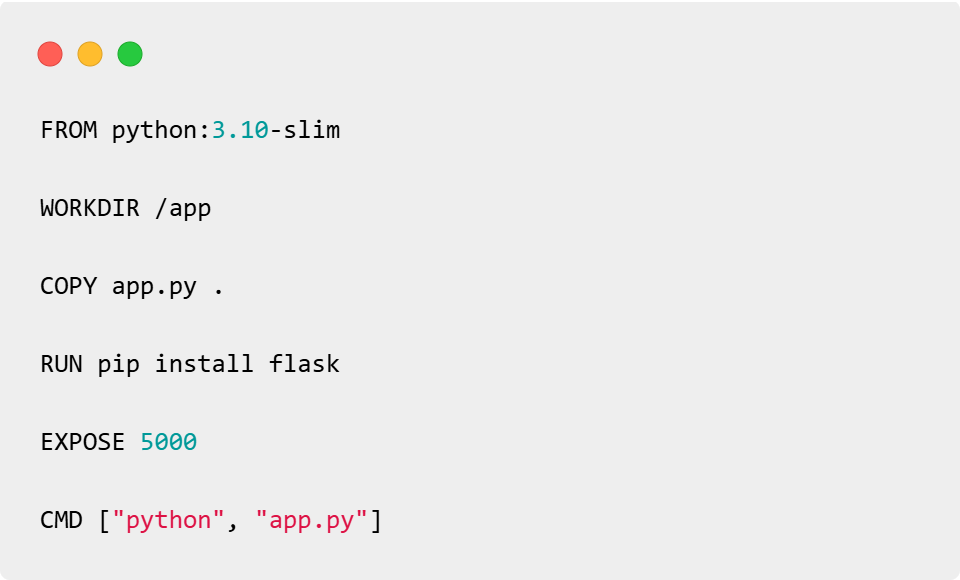 FROM python:3.10-slim
WORKDIR /app
COPY app.py .
RUN pip install flask
EXPOSE 5000
CMD ["python", "app.py"]